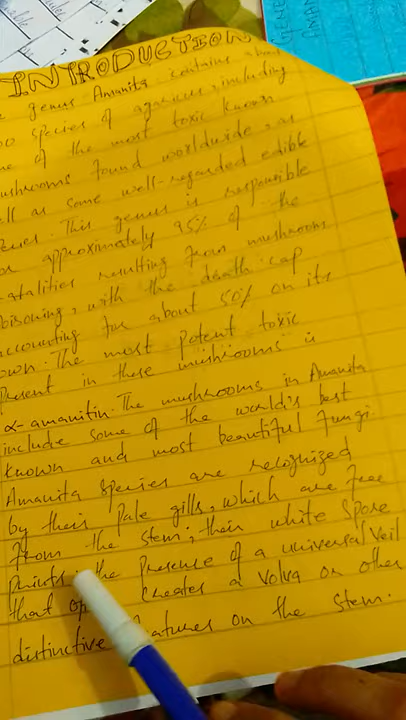 INTRODUCTION
genus Amanita contains about
species of agarics, including
of the most toxic known
mushrooms found worldwide, as
well as some well-regarded edible
species. This genus is responsible
for approximately 95% of the
fatalities resulting from mushroom
poisoning, with the death cap
accounting for about 50% on its
own. The most potent toxic
present in these mushrooms is
α-amanitin. The mushrooms in Amanita
include some of the world's best
known and most beautiful fungi.
Amanita species are recognized
by their pale gills, which are free
from the stem; their white spore
prints; the presence of a universal veil
that creates a volva or other
distinctive features on the stem.
GENU
AMAN